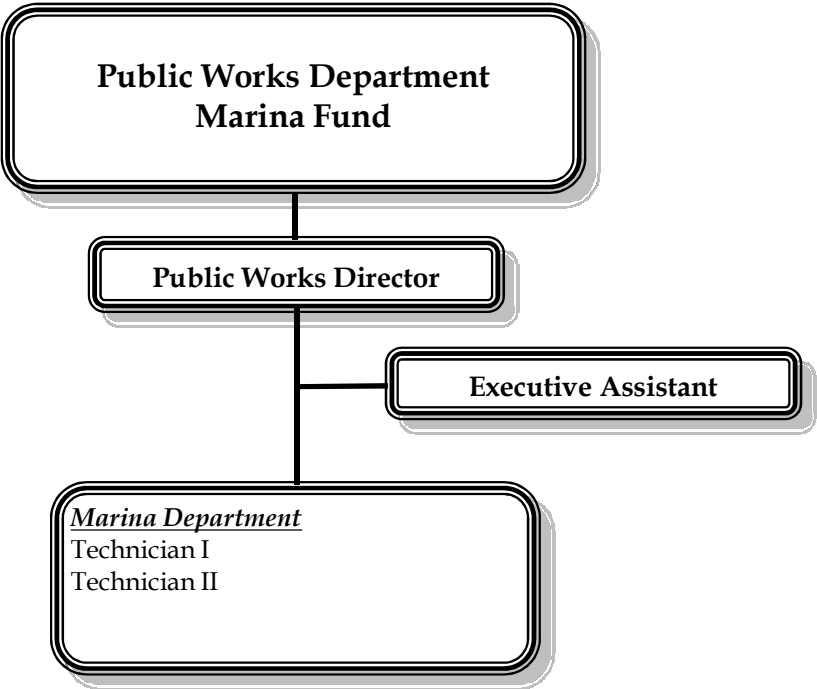 Public Works Department
Marina Fund
Public Works Director
Executive Assistant
Marina Department
Technician I
Technician II